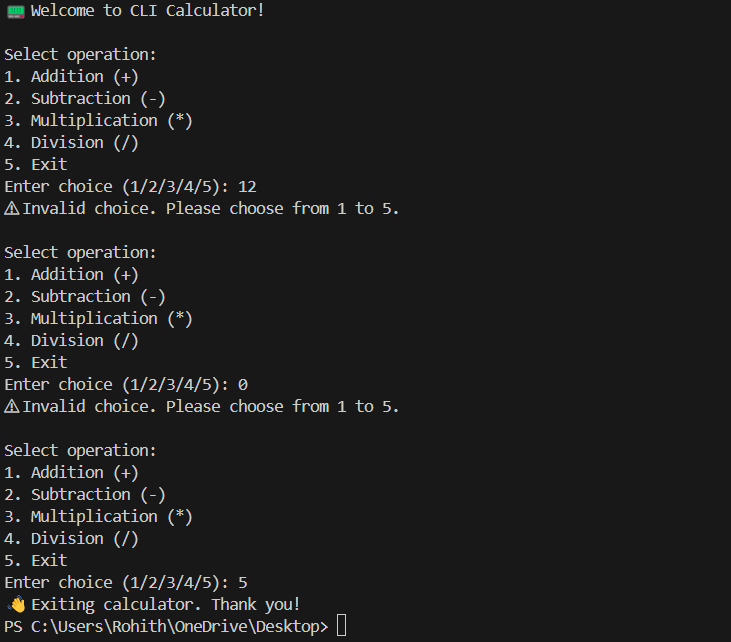 📟 Welcome to CLI Calculator!
Select operation:
1. Addition (+)
2. Subtraction (-)
3. Multiplication (*)
4. Division (/)
5. Exit
Enter choice (1/2/3/4/5): 12
⚠Invalid choice. Please choose from 1 to 5.
Select operation:
1. Addition (+)
2. Subtraction (-)
3. Multiplication (*)
4. Division (/)
5. Exit
Enter choice (1/2/3/4/5): 0
⚠Invalid choice. Please choose from 1 to 5.
Select operation:
1. Addition (+)
2. Subtraction (-)
3. Multiplication (*)
4. Division (/)
5. Exit
Enter choice (1/2/3/4/5): 5
👋 Exiting calculator. Thank you!
PS C:\Users\Rohith\OneDrive\Desktop>